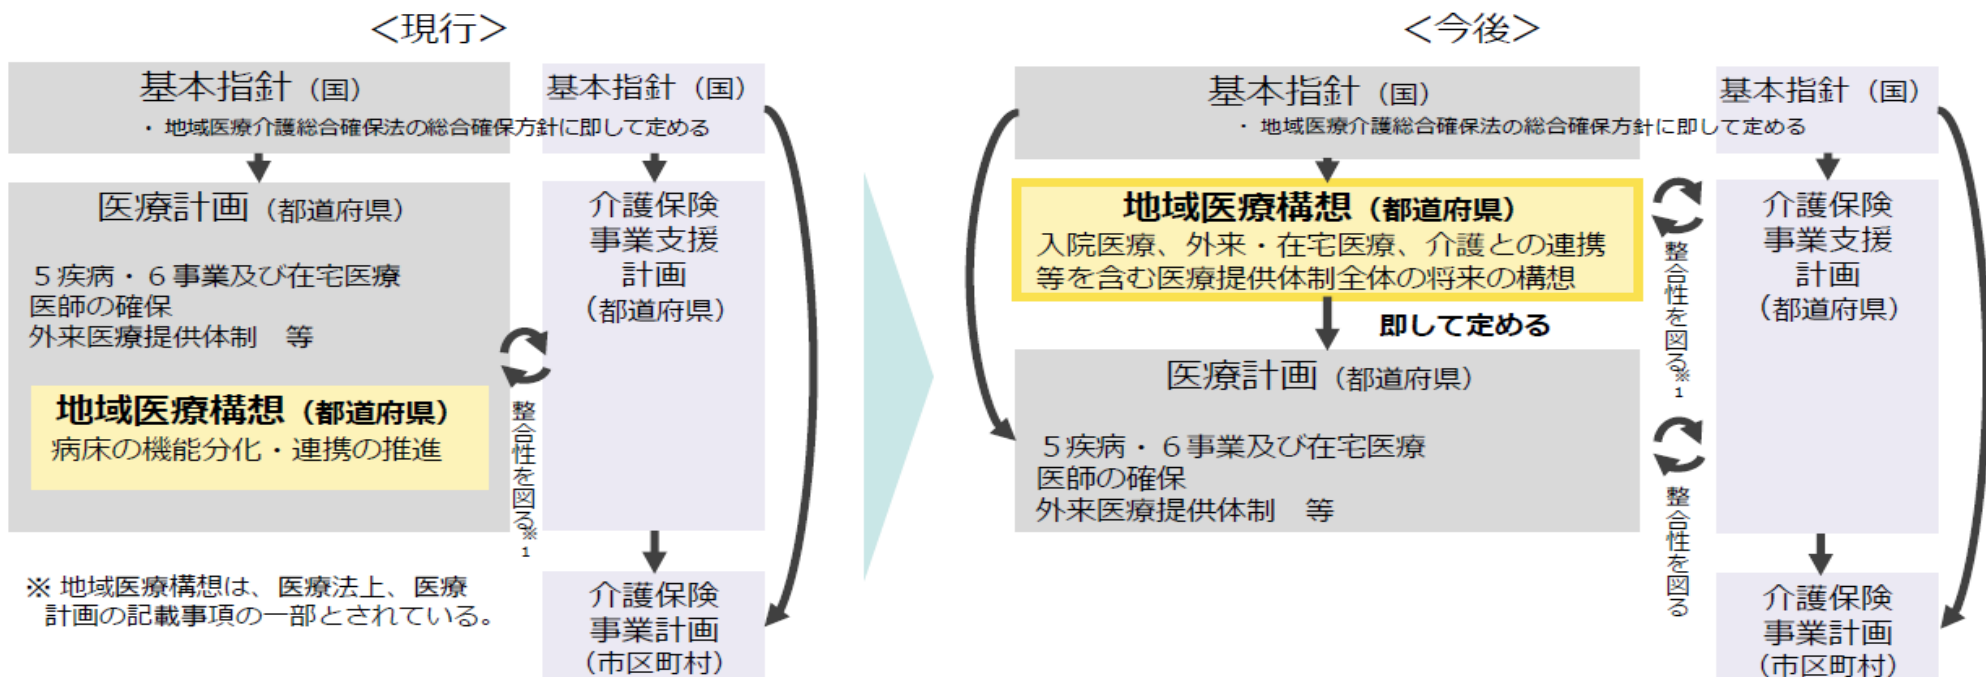 ＜現行＞
基本指針（国）
・ 地域医療介護総合確保法の総合確保方針に即して定める
基本指針（国）
医療計画（都道府県）
５疾病・６事業及び在宅医療
医師の確保
外来医療提供体制　等
地域医療構想（都道府県）
病床の機能分化・連携の推進
整合性を図る※1
介護保険
事業支援
計画
（都道府県）
介護保険
事業計画
（市区町村）
※ 地域医療構想は、医療法上、医療
計画の記載事項の一部とされている。
＜今後＞
基本指針（国）
・ 地域医療介護総合確保法の総合確保方針に即して定める
基本指針（国）
地域医療構想（都道府県）
入院医療、外来・在宅医療、介護との連携
等を含む医療提供体制全体の将来の構想
即して定める
医療計画（都道府県）
５疾病・６事業及び在宅医療
医師の確保
外来医療提供体制　等
整合性を図る※1
整合性を図る
介護保険
事業支援
計画
（都道府県）
介護保険
事業計画
（市区町村）